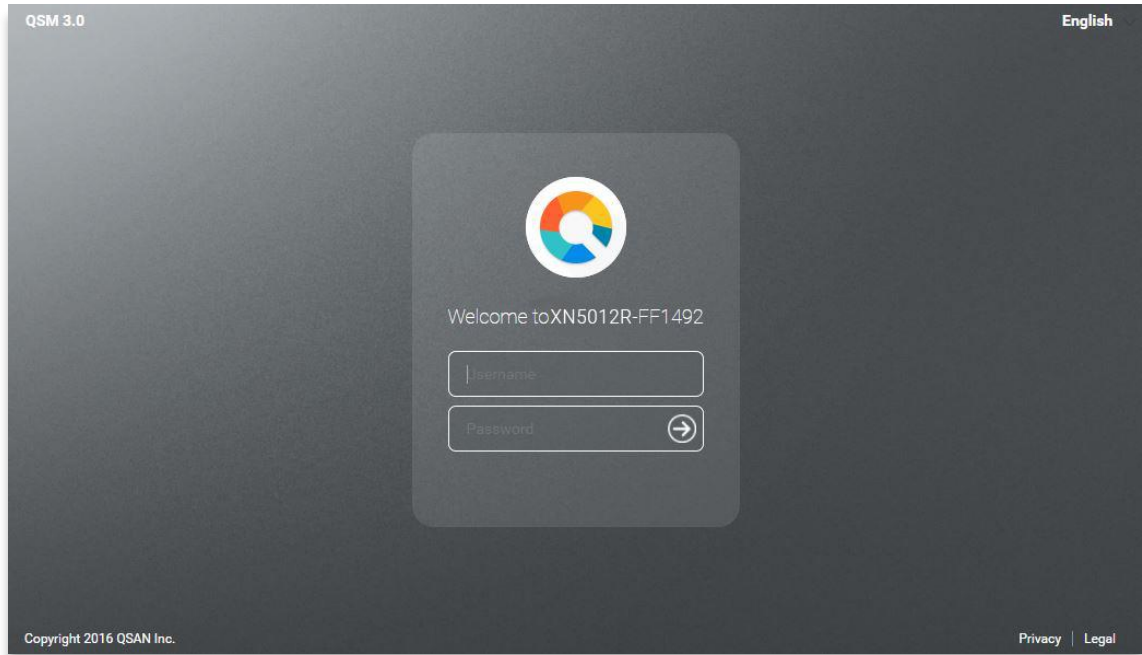 QSM 3.0
English
Welcome toXN5012R-FF1492
Username
Password
Copyright 2016 QSAN Inc.
Privacy | Legal